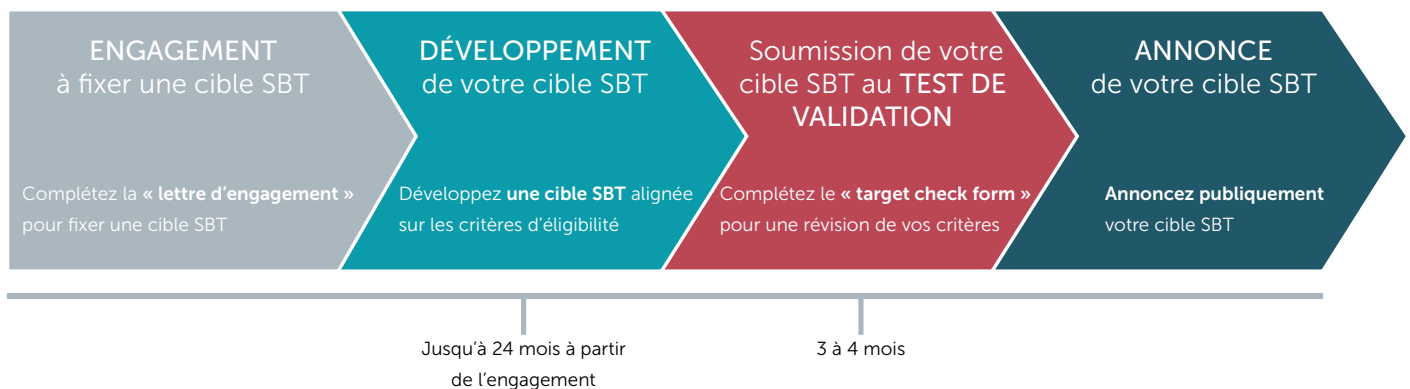 ENGAGEMENT
à fixer une cible SBT
Complétez la « lettre d’engagement »
pour fixer une cible SBT
DÉVELOPPEMENT
de votre cible SBT
Développez une cible SBT alignée
sur les critères d’éligibilité
Soumission de votre
cible SBT au TEST DE
VALIDATION
Complétez le « target check form »
pour une révision de vos critères
ANNONCE
de votre cible SBT
Annoncez publiquement
votre cible SBT
Jusqu’à 24 mois à partir
de l’engagement
3 à 4 mois